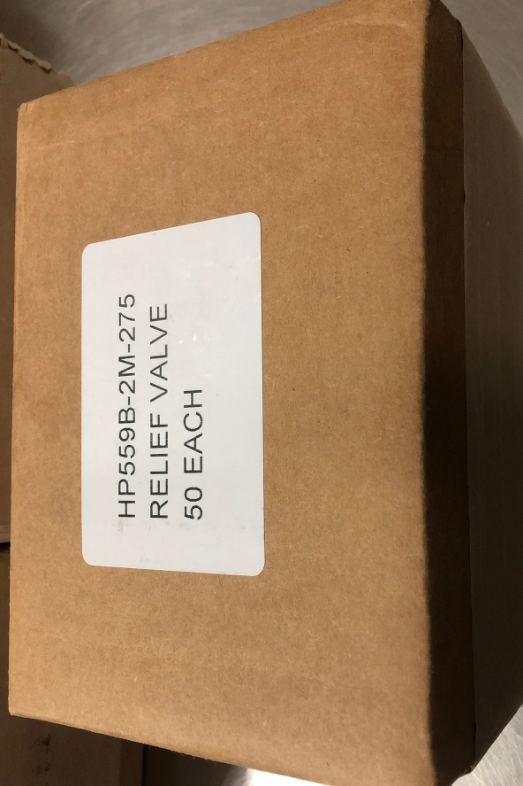 HP559B-2M-275
RELIEF VALVE
50 EACH